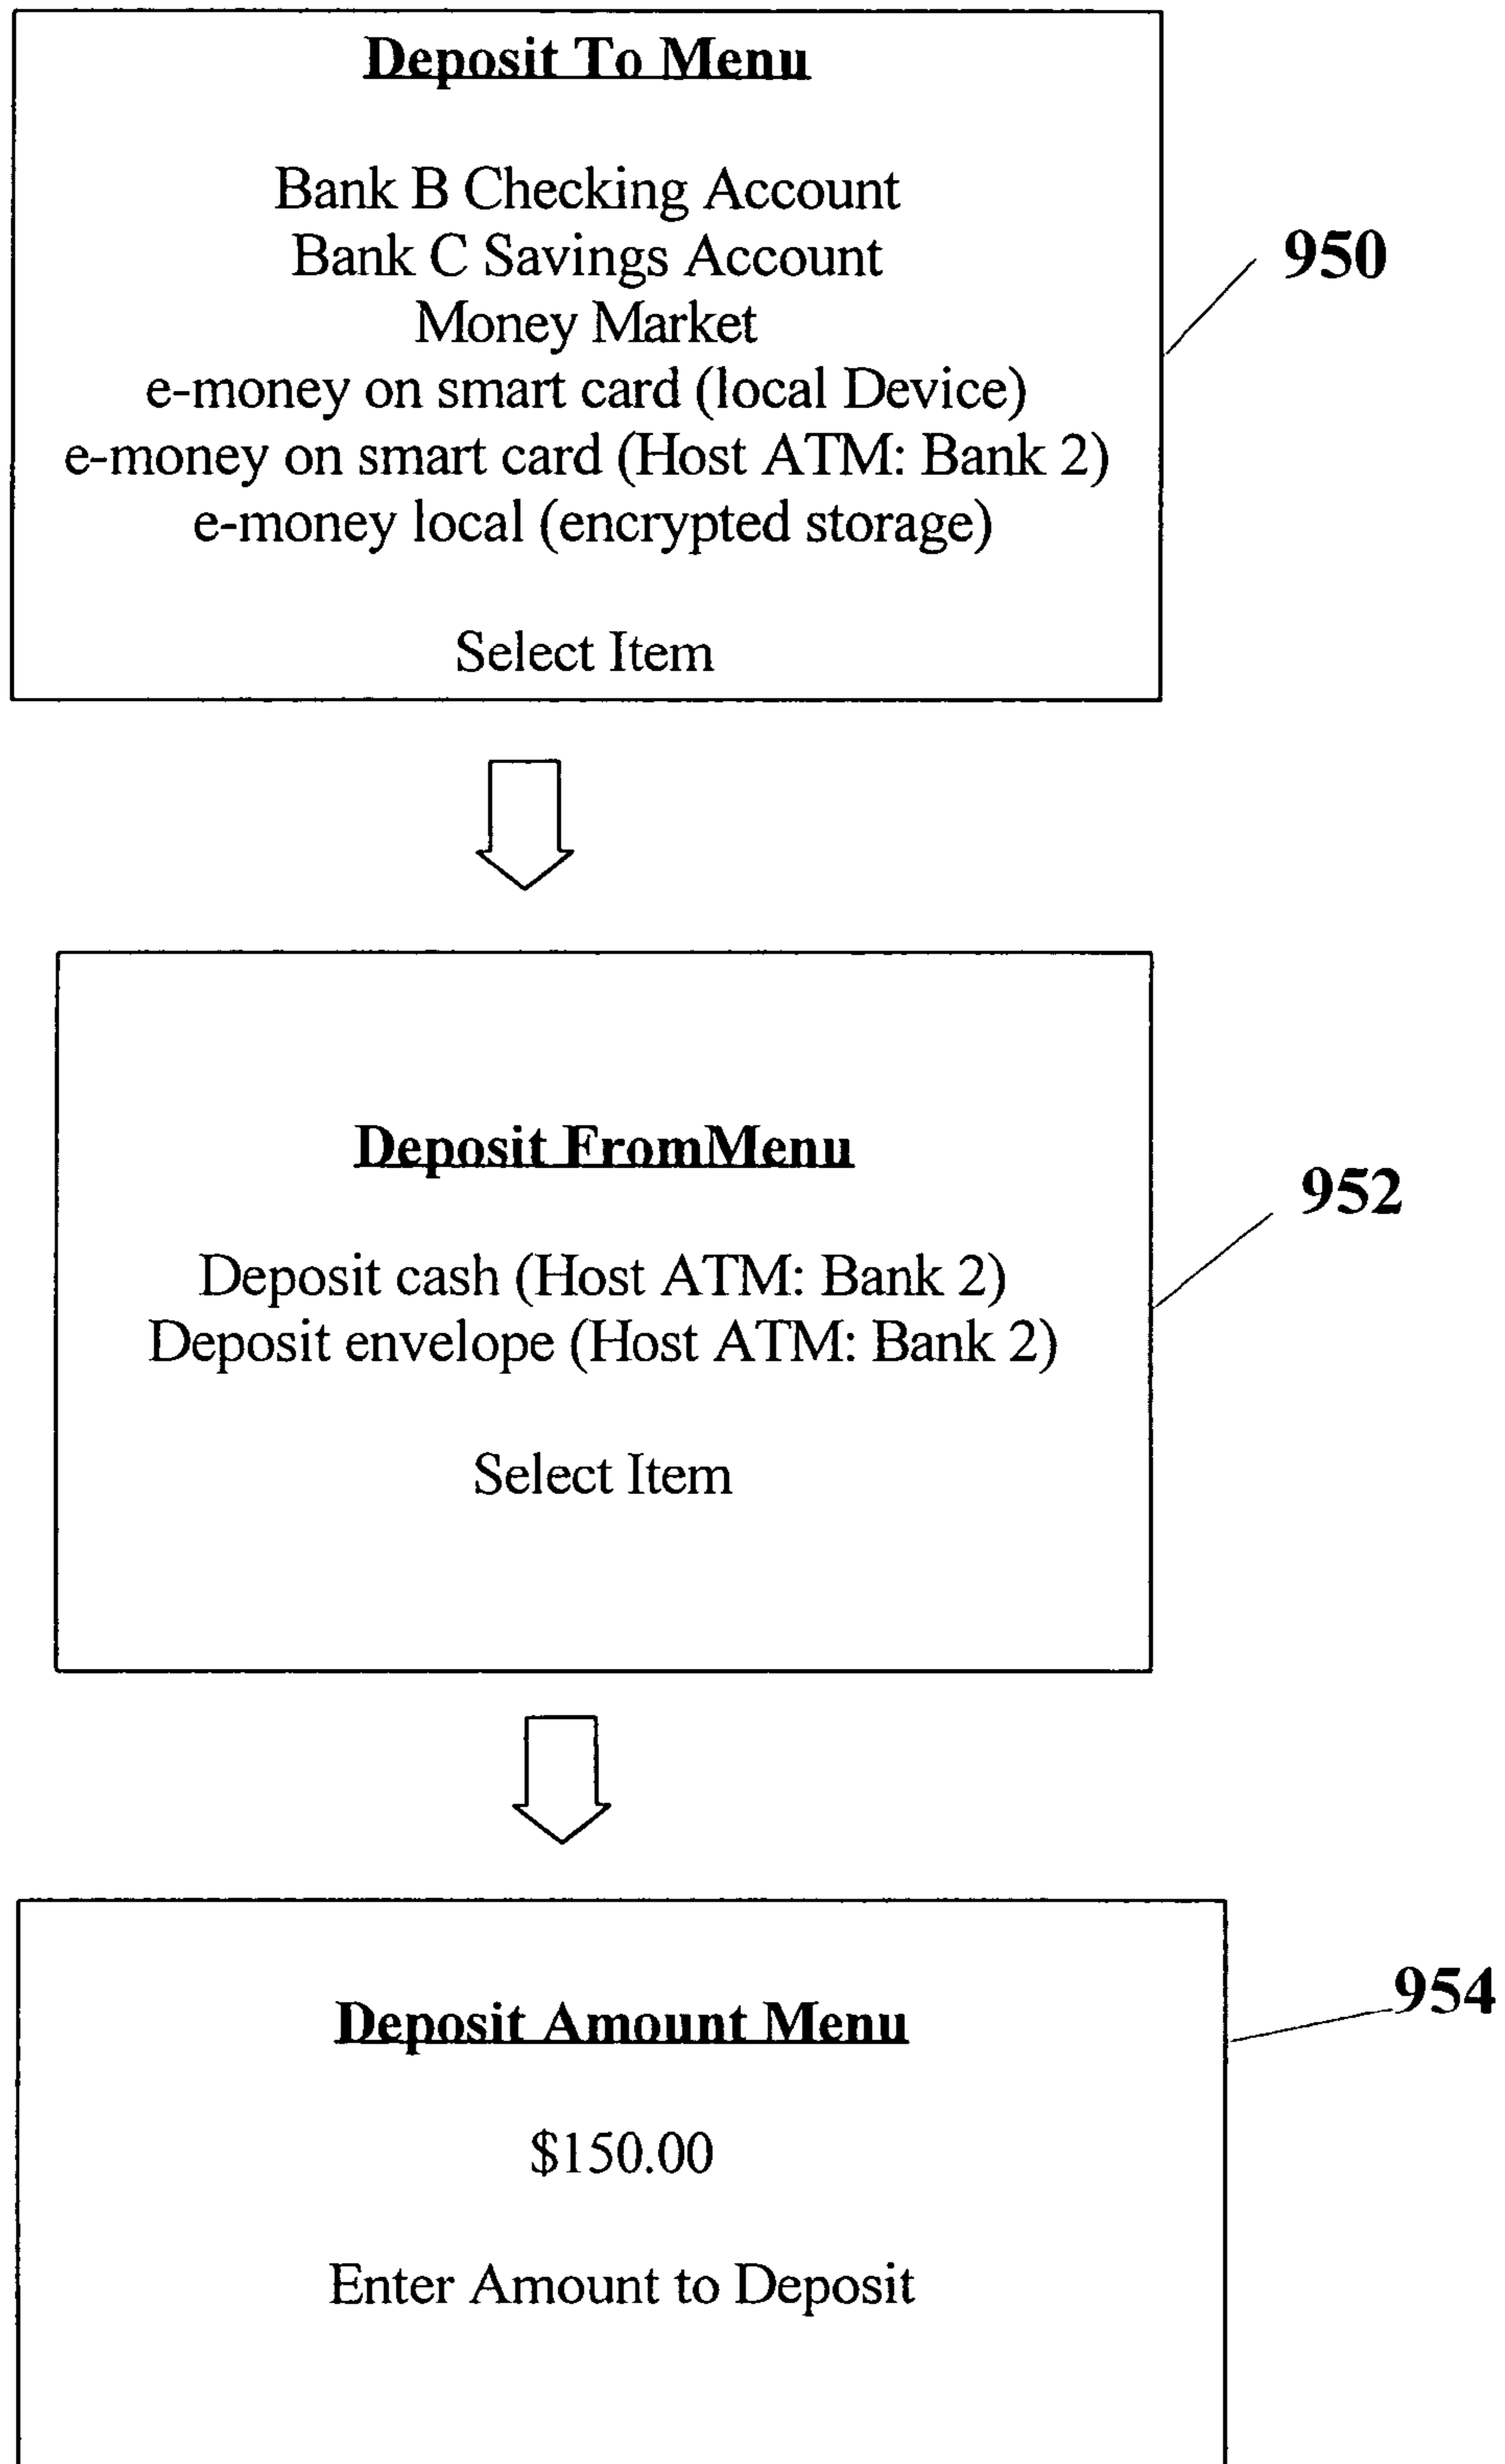 Deposit To Menu
Bank B Checking Account
Bank C Savings Account
Money Market
e-money on smart card (local Device)
e-money on smart card (Host ATM: Bank 2)
e-money local (encrypted storage)
Select Item
950
Deposit FromMenu
Deposit cash (Host ATM: Bank 2)
Deposit envelope (Host ATM: Bank 2)
Select Item
952
Deposit Amount Menu
$150.00
Enter Amount to Deposit
954